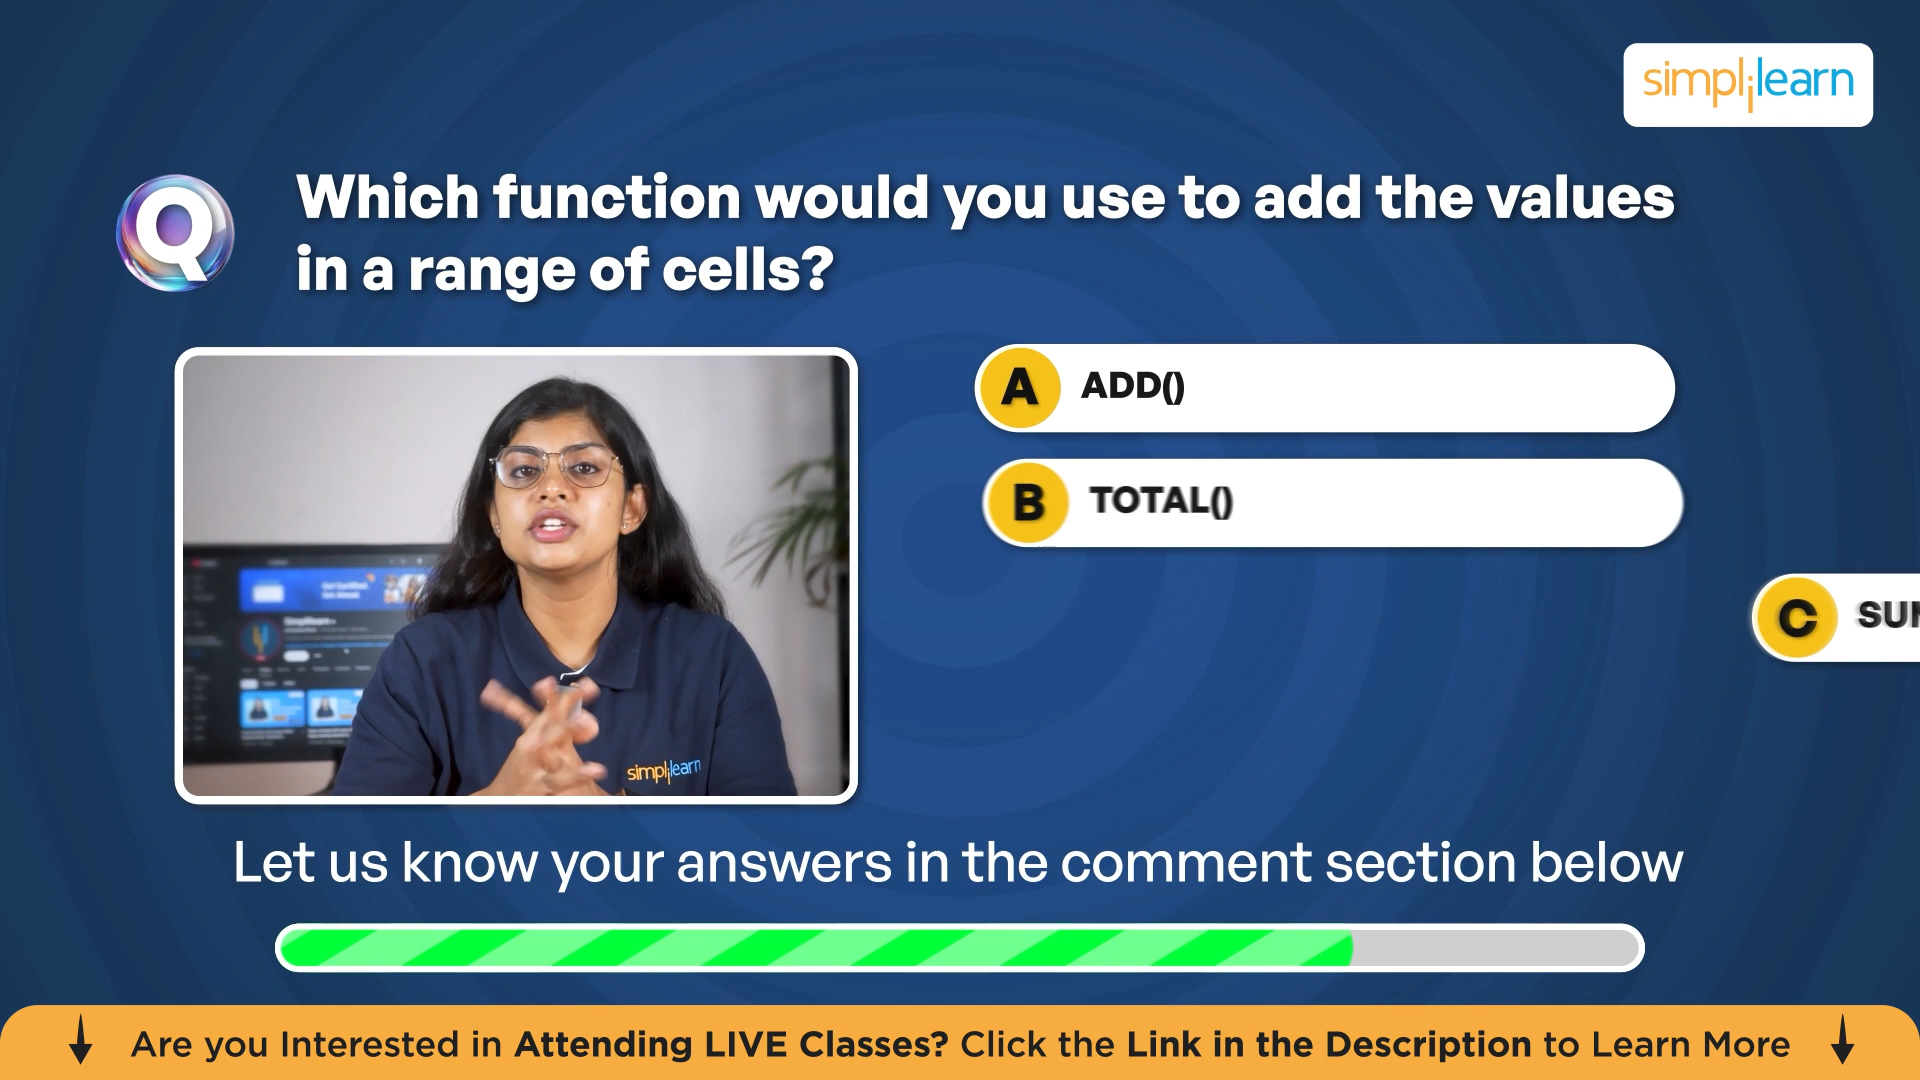 simplilearn
Q
Which function would you use to add the values
in a range of cells?
A ADD()
B TOTAL()
C
simplilearn
Let us know your answers in the comment section below
Are you Interested in Attending LIVE Classes? Click the Link in the Description to Learn More